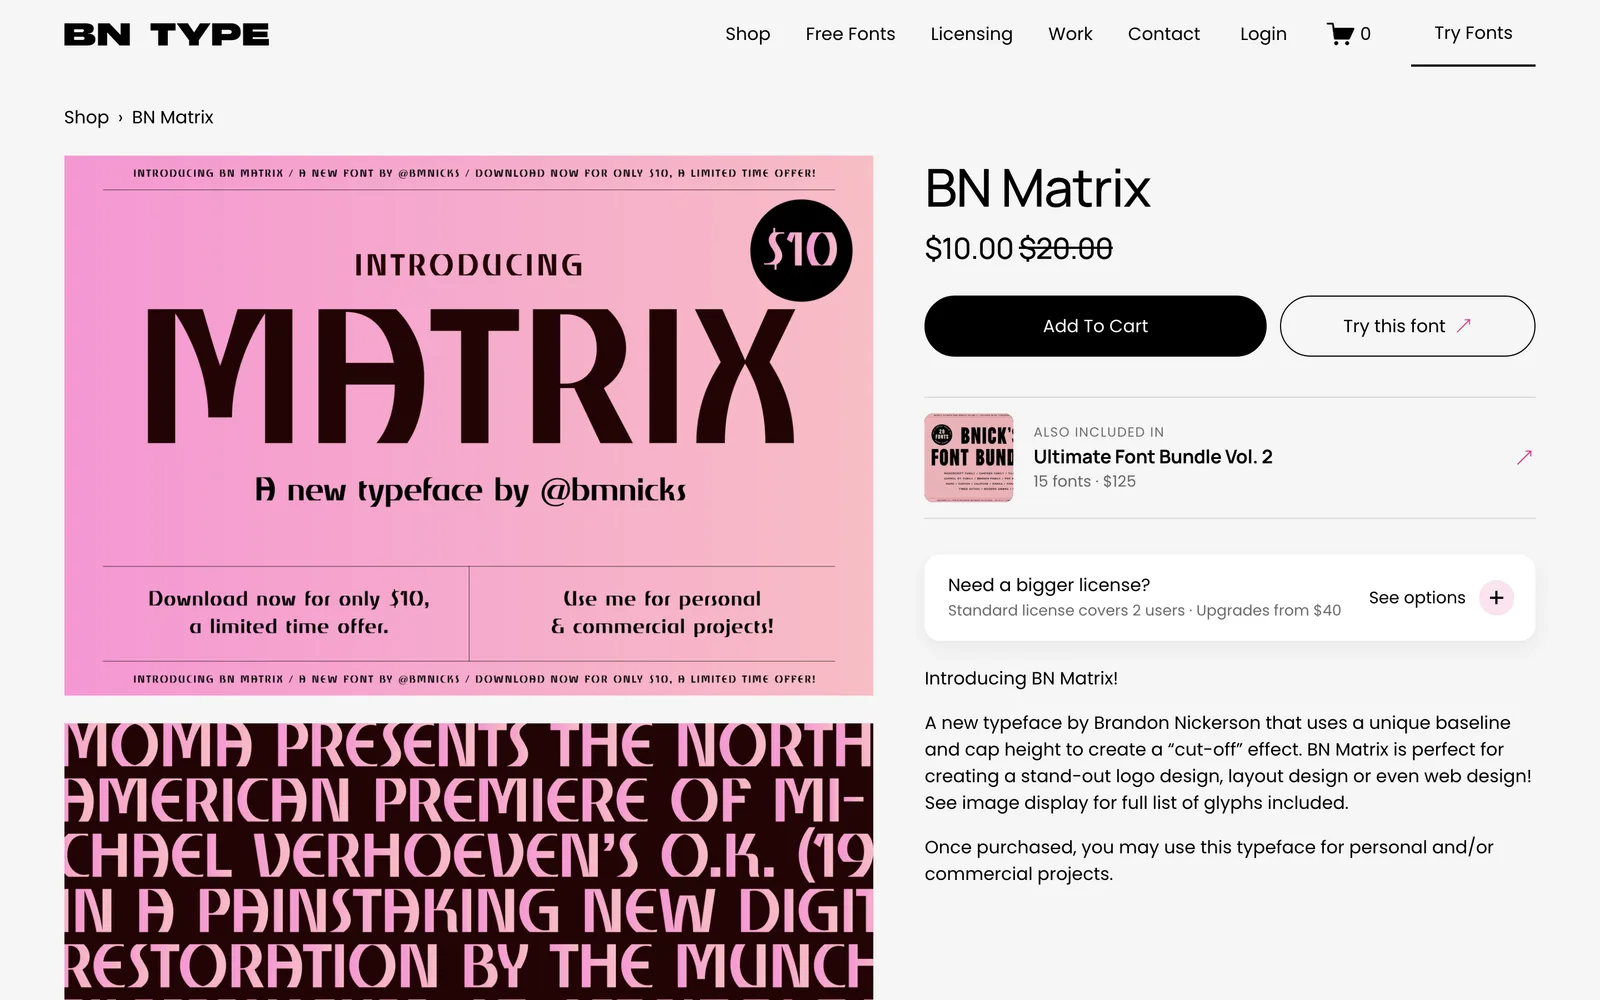 BN TYPE
Shop
Free Fonts
Licensing
Work
Contact
Login
0
Try Fonts
Shop › BN Matrix
INTRODUCING BN MATRIX / A NEW FONT BY @BMNICKS / DOWNLOAD NOW FOR ONLY $10, A LIMITED TIME OFFER!
$10
INTRODUCING
MATRIX
A new typeface by @bmnicks
Download now for only $10,
a limited time offer.
Use me for personal
& commercial projects!
INTRODUCING BN MATRIX / A NEW FONT BY @BMNICKS / DOWNLOAD NOW FOR ONLY $10, A LIMITED TIME OFFER!
MOMA PRESENTS THE NORTH
AMERICAN PREMIERE OF MI-
CHAEL VERHOEVEN’S O.K. (19
IN A PAINSTAKING NEW DIGIT
RESTORATION BY THE MUNCH
BN Matrix
$10.00 $20.00
Add To Cart
Try this font
BNICK'S
FONT BUND
ALSO INCLUDED IN
Ultimate Font Bundle Vol. 2
15 fonts · $125
Need a bigger license?
Standard license covers 2 users · Upgrades from $40
See options
Introducing BN Matrix!
A new typeface by Brandon Nickerson that uses a unique baseline
and cap height to create a “cut-off” effect. BN Matrix is perfect for
creating a stand-out logo design, layout design or even web design!
See image display for full list of glyphs included.
Once purchased, you may use this typeface for personal and/or
commercial projects.